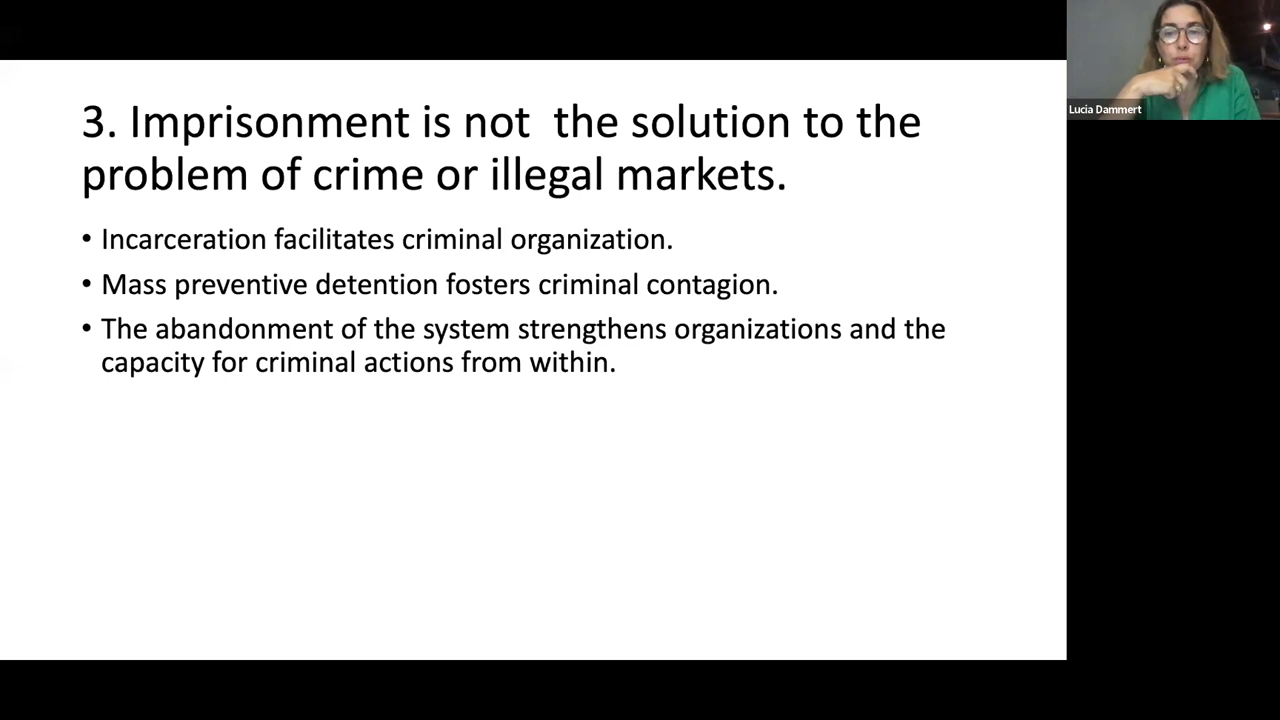 3. Imprisonment is not  the solution to the
problem of crime or illegal markets.
• Incarceration facilitates criminal organization.
• Mass preventive detention fosters criminal contagion.
• The abandonment of the system strengthens organizations and the
capacity for criminal actions from within.
Lucia Dammert